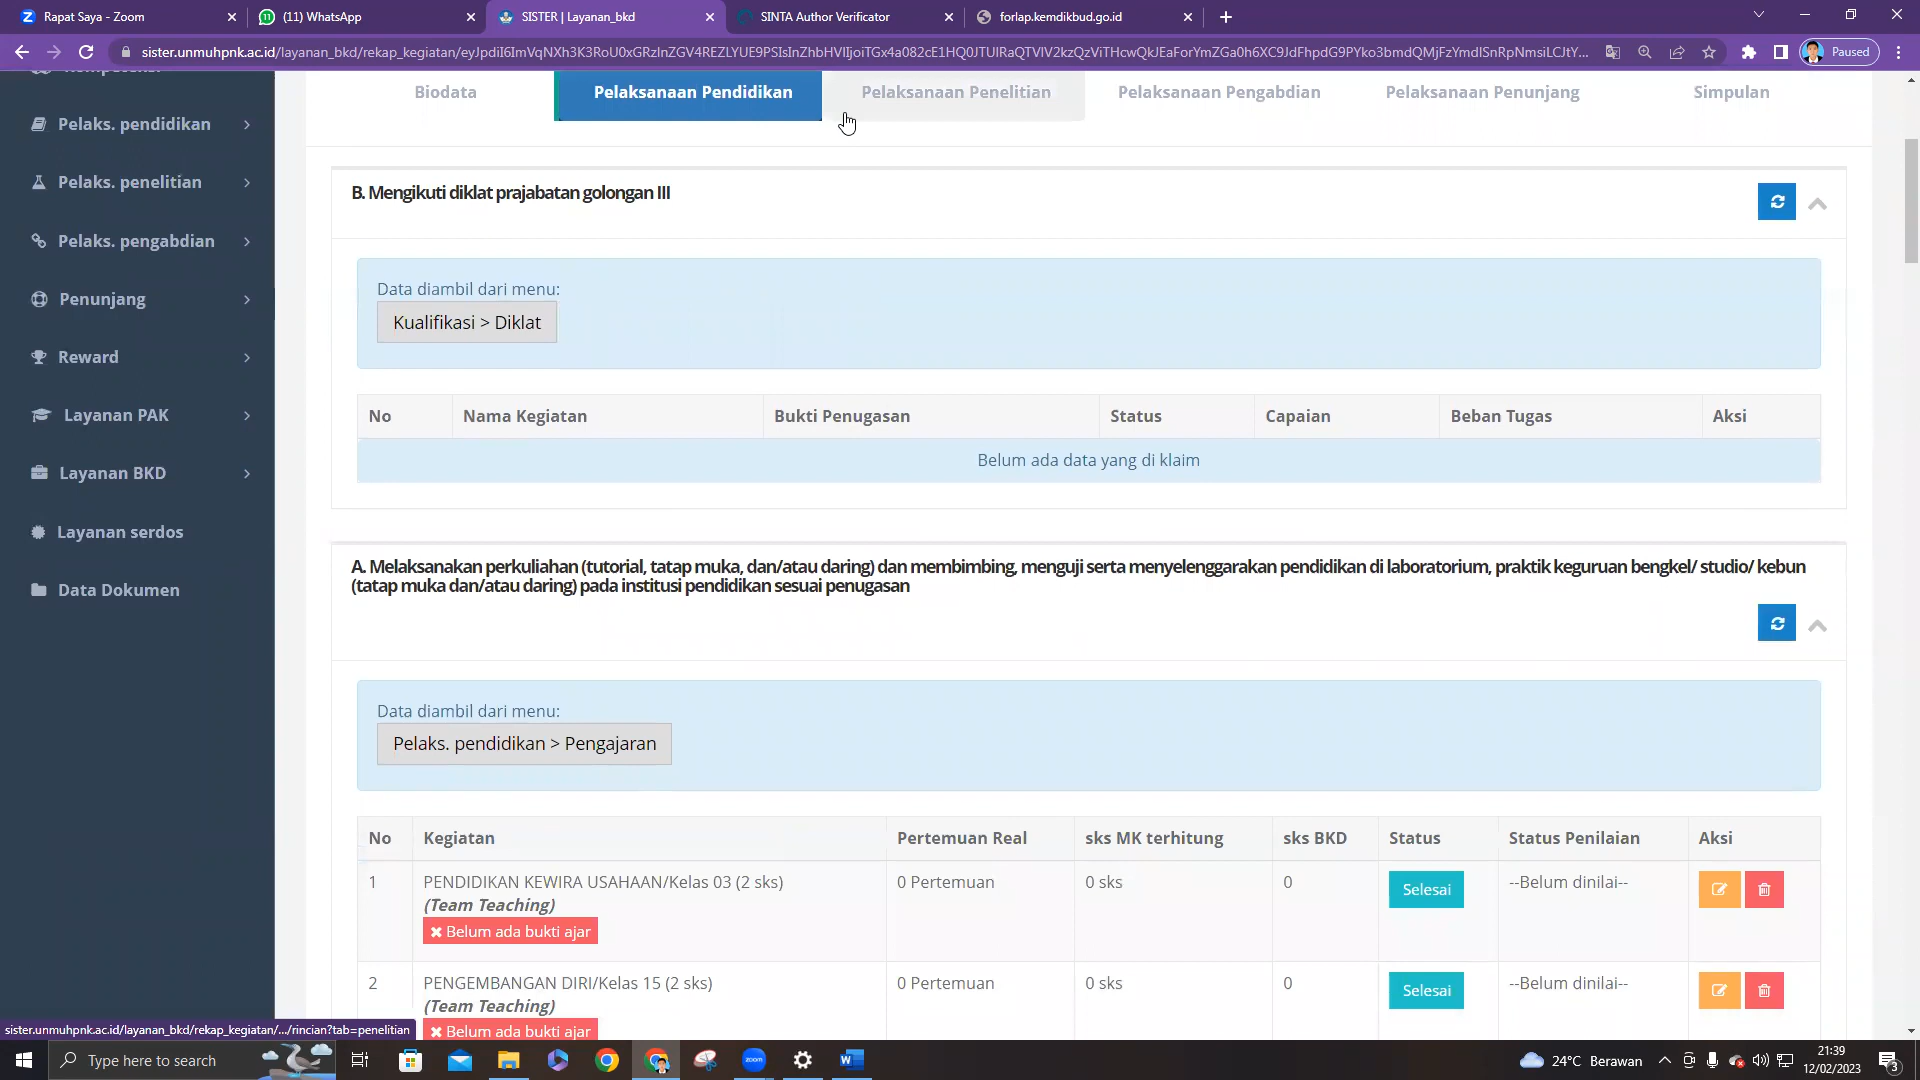 Rapat Saya - Zoom
(11) WhatsApp
SISTER | Layanan_bkd
SINTA Author Verificator
forlap.kemdikbud.go.id
Paused
Pelaks. pendidikan
Pelaks. penelitian
Pelaks. pengabdian
Penunjang
Reward
Layanan PAK
Layanan BKD
Layanan serdos
Data Dokumen
Biodata
Pelaksanaan Pendidikan
Pelaksanaan Penelitian
Pelaksanaan Pengabdian
Pelaksanaan Penunjang
Simpulan
B. Mengikuti diklat prajabatan golongan III
Data diambil dari menu:
Kualifikasi > Diklat
No Nama Kegiatan Bukti Penugasan Status Capaian Beban Tugas Aksi
Belum ada data yang di klaim
A. Melaksanakan perkuliahan (tutorial, tatap muka, dan/atau daring) dan membimbing, menguji serta menyelenggarakan pendidikan di laboratorium, praktik keguruan bengkel/ studio/ kebun
(tatap muka dan/atau daring) pada institusi pendidikan sesuai penugasan
Data diambil dari menu:
Pelaks. pendidikan > Pengajaran
No Kegiatan Pertemuan Real sks MK terhitung sks BKD Status Status Penilaian Aksi
1 PENDIDIKAN KEWIRA USAHAAN/Kelas 03 (2 sks) 0 Pertemuan 0 sks 0 Selesai --Belum dinilai--
(Team Teaching)
Belum ada bukti ajar
2 PENGEMBANGAN DIRI/Kelas 15 (2 sks) 0 Pertemuan 0 sks 0 Selesai --Belum dinilai--
(Team Teaching)
Belum ada bukti ajar
sister.unmuhpnk.ac.id/layanan_bkd/rekap_kegiatan/.../rincian?tab=penelitian
Type here to search
zoom
24°C Berawan
21:39
12/02/2023
3